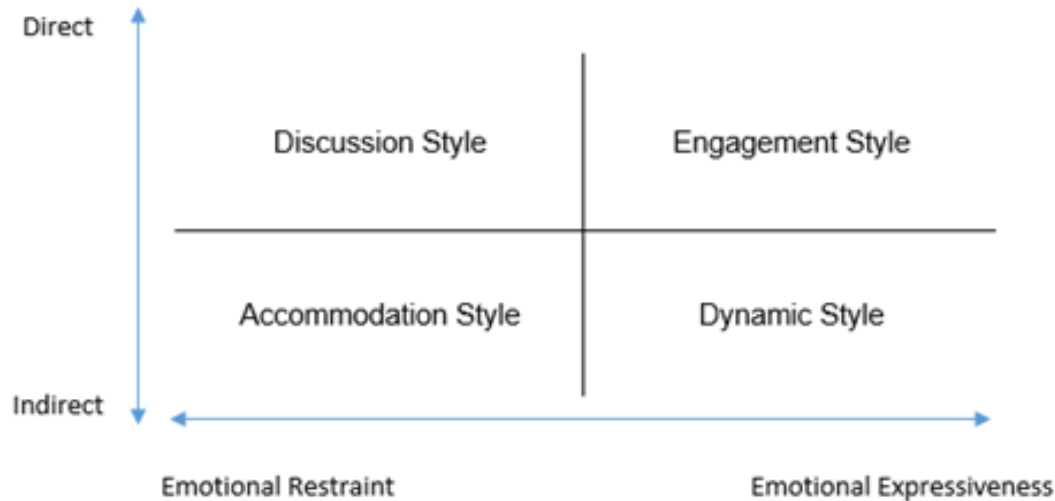 Direct
Discussion Style
Engagement Style
Accommodation Style
Dynamic Style
Indirect
Emotional Restraint
Emotional Expressiveness